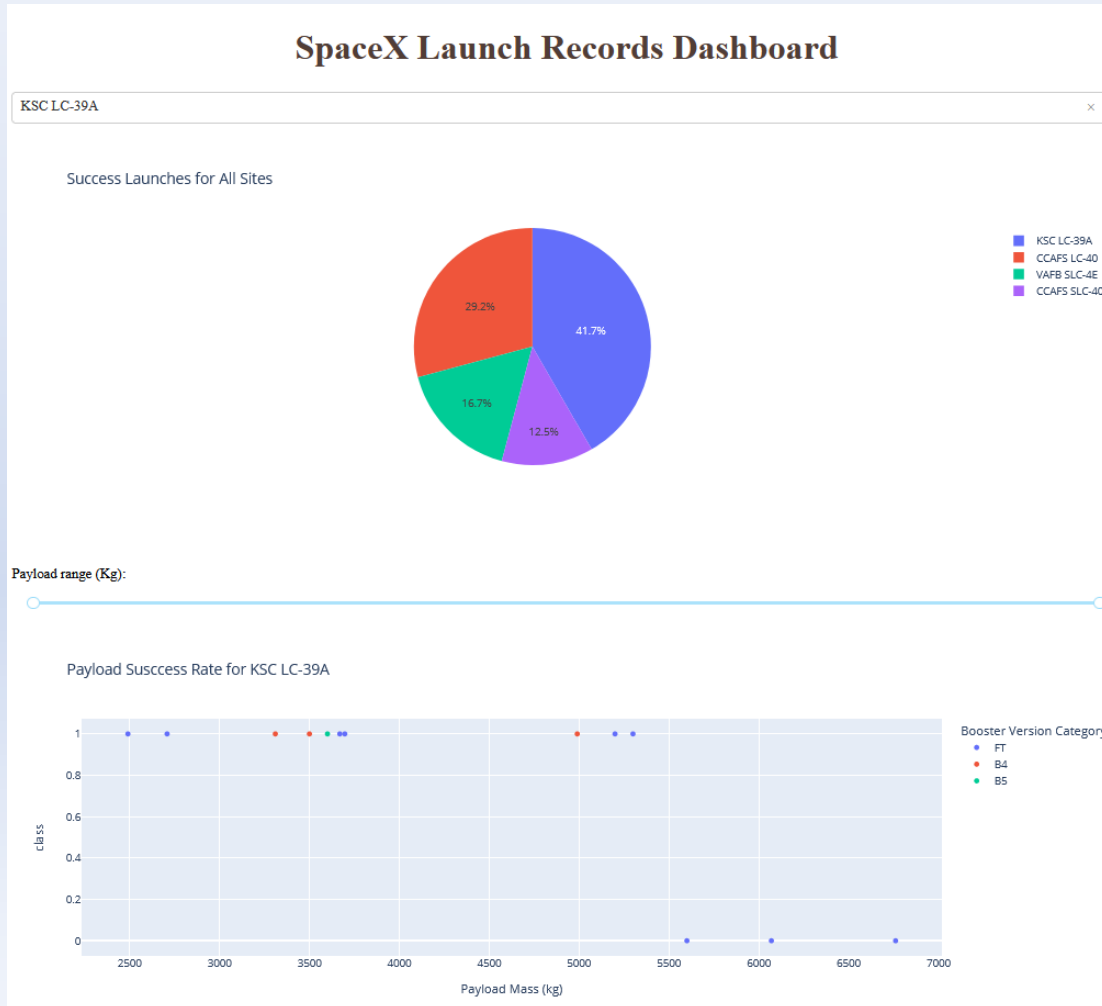 SpaceX Launch Records Dashboard
KSC LC-39A ×
Success Launches for All Sites
KSC LC-39A
CCAFS LC-40
VAFB SLC-4E
CCAFS SLC-40
29.2%
41.7%
16.7%
12.5%
Payload range (Kg):
Payload Susccess Rate for KSC LC-39A
Booster Version Category
FT
B4
B5
1
0.8
0.6
0.4
0.2
0
class
2500 3000 3500 4000 4500 5000 5500 6000 6500 7000
Payload Mass (kg)